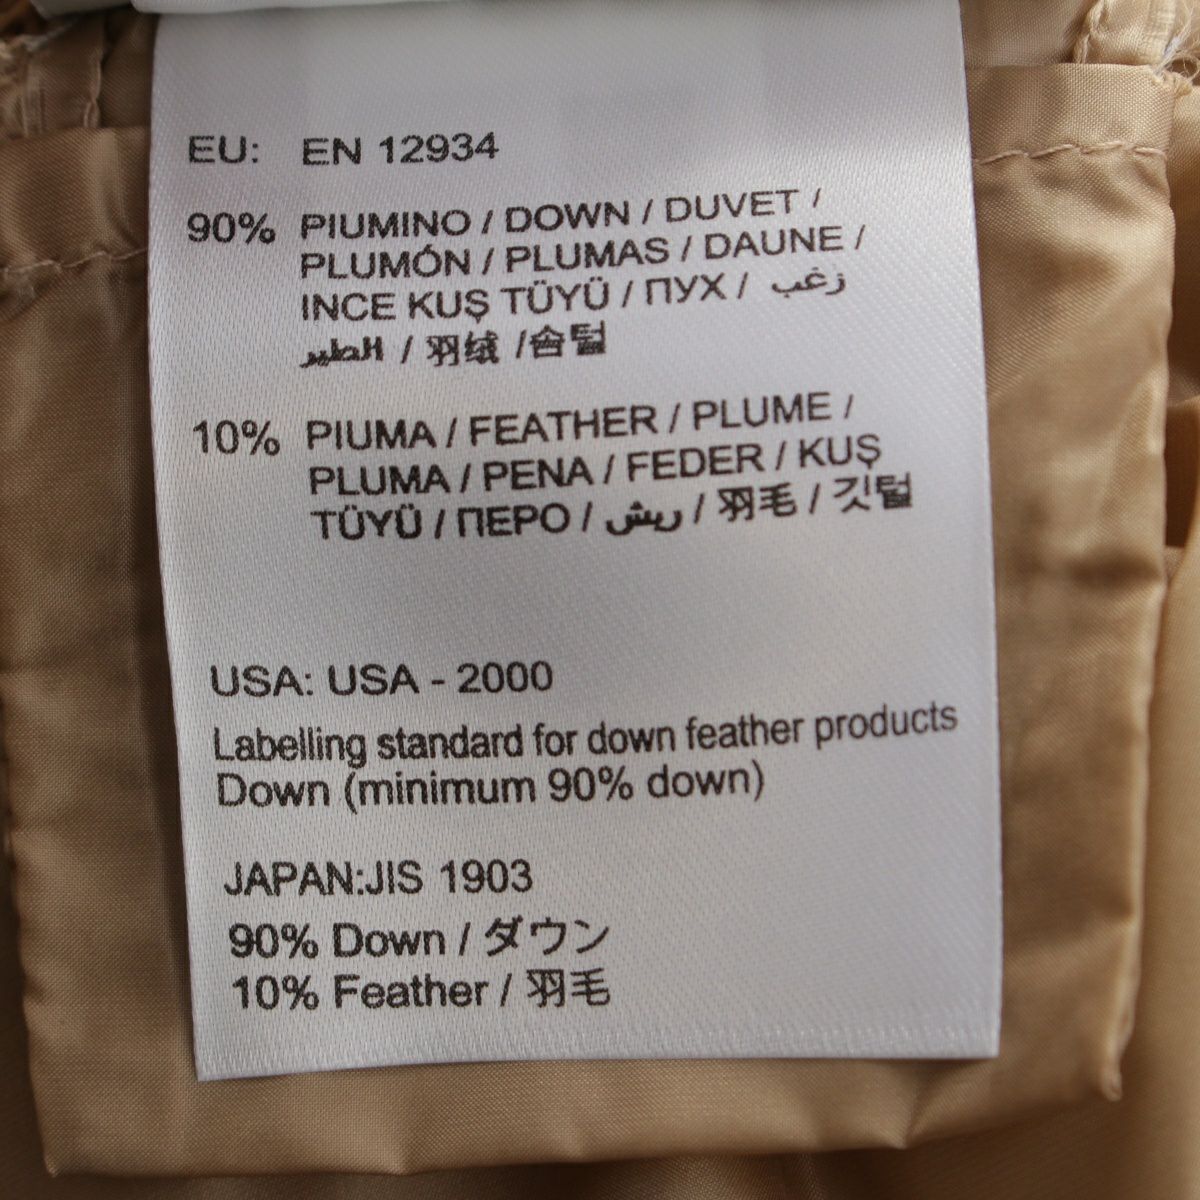 EU: EN 12934
90% PIUMINO / DOWN / DUVET /
PLUMÓN / PLUMAS / DAUNE /
INCE KUŞ TÜYÜ / ПУХ / زغب
الطير / 羽绒 /솜털
10% PIUMA / FEATHER / PLUME /
PLUMA / PENA / FEDER / KUŞ
TÜYÜ / ПЕРО / ريش / 羽毛 / 깃털
USA: USA - 2000
Labelling standard for down feather products
Down (minimum 90% down)
JAPAN:JIS 1903
90% Down / ダウン
10% Feather / 羽毛